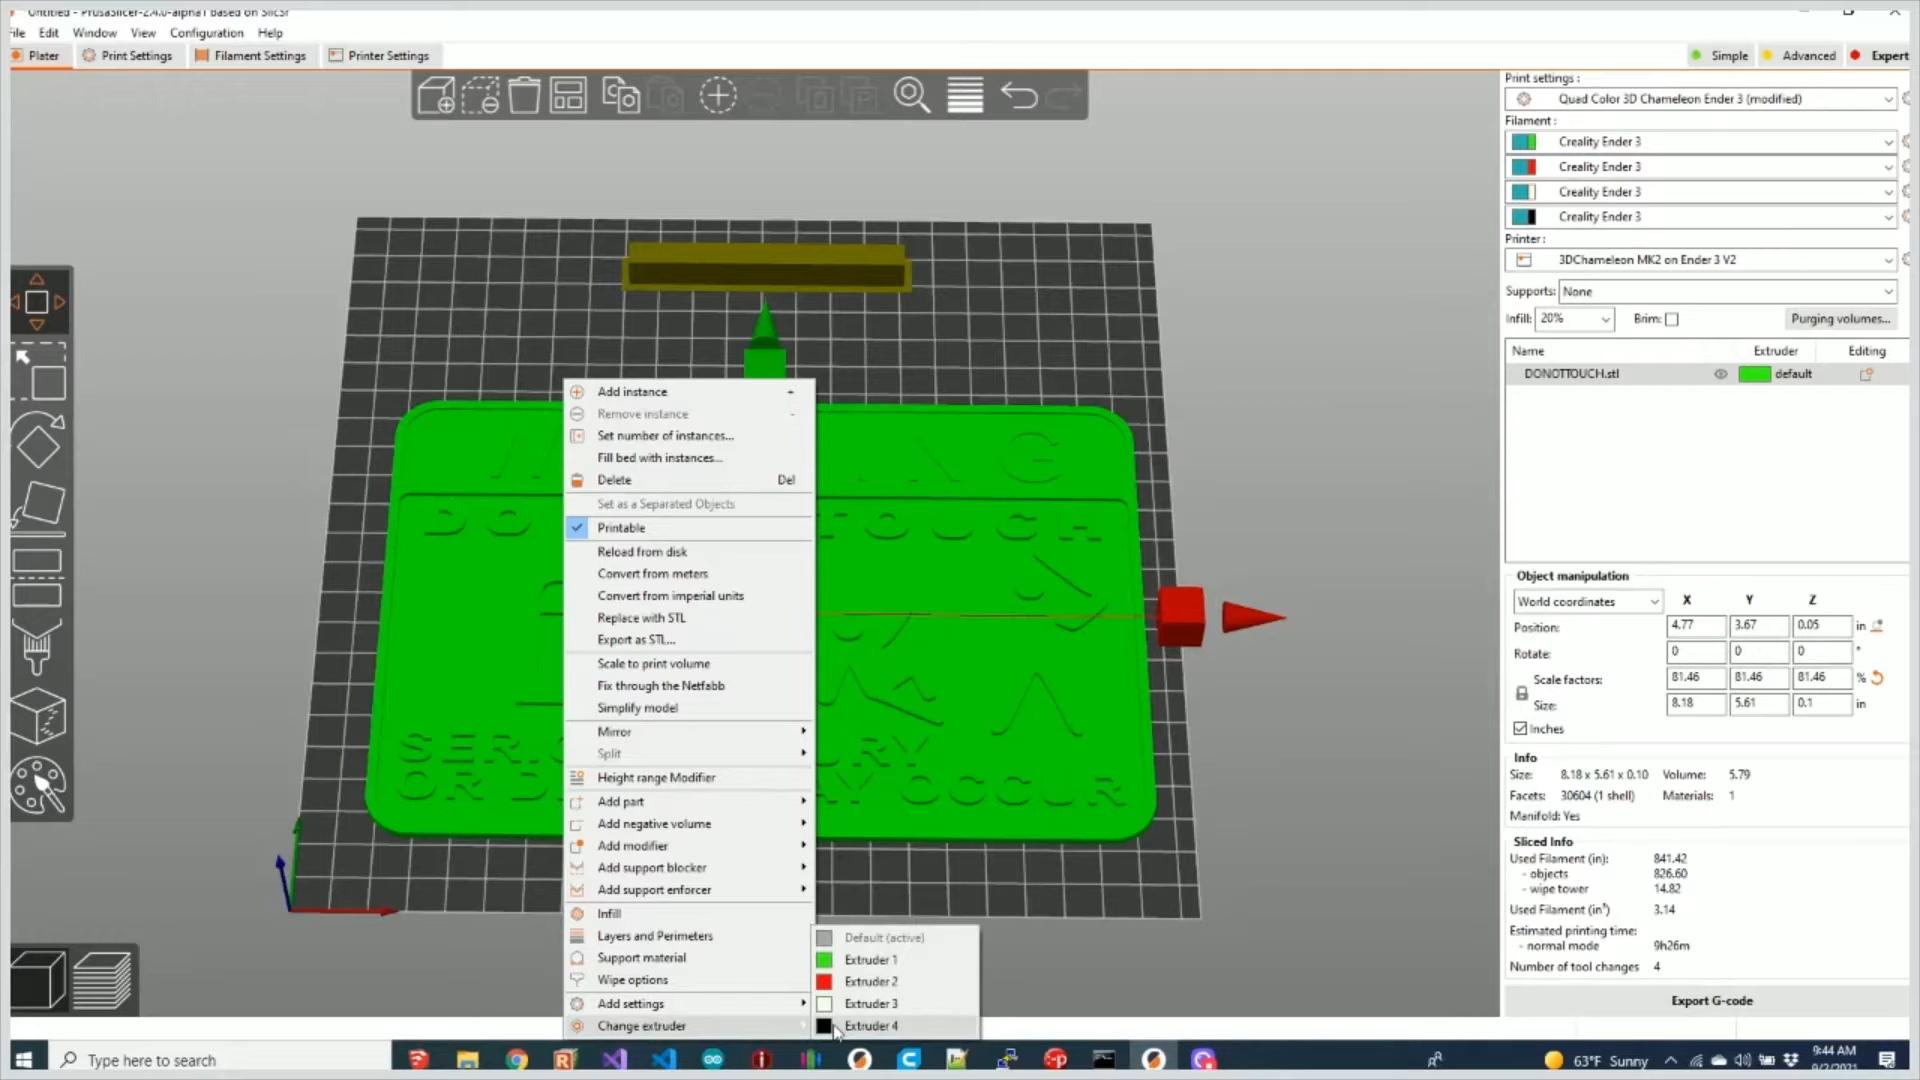 Untitled - PrusaSlicer-2.4.0-alpha1 based on Slic3r
File Edit Window View Configuration Help
Plater Print Settings Filament Settings Printer Settings
Simple Advanced Expert
Print settings :
Quad Color 3D Chameleon Ender 3 (modified)
Filament :
Creality Ender 3
Creality Ender 3
Creality Ender 3
Creality Ender 3
Printer :
3DChameleon MK2 on Ender 3 V2
Supports: None
Infill: 20% Brim: Purging volumes...
Name Extruder Editing
DONOTTOUCH.stl default
Object manipulation
World coordinates X Y Z
Position: 4.77 3.67 0.05 in
Rotate: 0 0 0 °
Scale factors: 81.46 81.46 81.46 %
Size: 8.18 5.61 0.1 in
Inches
Info
Size: 8.18 x 5.61 x 0.10 Volume: 5.79
Facets: 30604 (1 shell) Materials: 1
Manifold: Yes
Sliced Info
Used Filament (in): 841.42
- objects 826.60
- wipe tower 14.82
Used Filament (in³) 3.14
Estimated printing time:
- normal mode 9h26m
Number of tool changes 4
Export G-code
Add instance +
Remove instance -
Set number of instances...
Fill bed with instances...
Delete Del
Set as a Separated Objects
Printable
Reload from disk
Convert from meters
Convert from imperial units
Replace with STL
Export as STL...
Scale to print volume
Fix through the Netfabb
Simplify model
Mirror
Split
Height range Modifier
Add part
Add negative volume
Add modifier
Add support blocker
Add support enforcer
Infill
Layers and Perimeters
Support material
Wipe options
Add settings
Change extruder
Default (active)
Extruder 1
Extruder 2
Extruder 3
Extruder 4
DO TOUCH
OR D OCCUR
Type here to search
63°F Sunny
9:44 AM